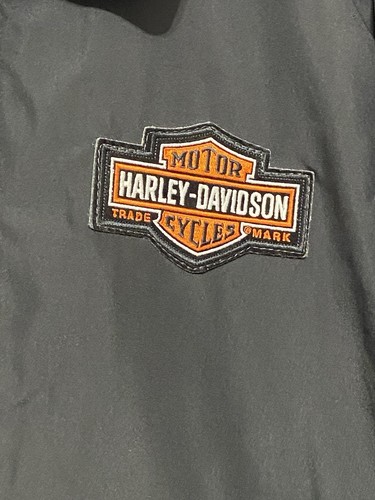 MOTOR
HARLEY-DAVIDSON
TRADE ®MARK
CYCLES